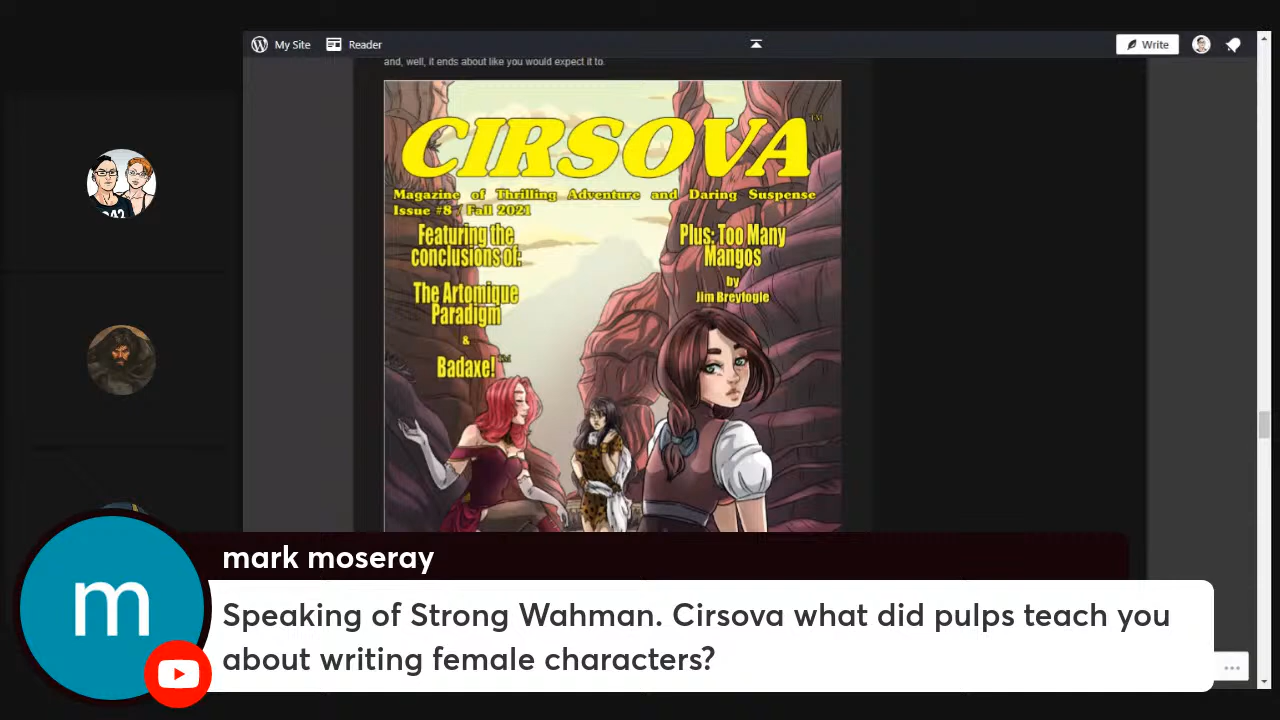 My Site Reader Write
and, well, it ends about like you would expect it to.
CIRSOVA™
Magazine of Thrilling Adventure and Daring Suspense
Issue #8 / Fall 2021
Featuring the
conclusions of:
The Artomique
Paradigm
&
Badaxe!™
Plus: Too Many
Mangos
by
Jim Breyfogle
m
mark moseray
Speaking of Strong Wahman. Cirsova what did pulps teach you
about writing female characters?